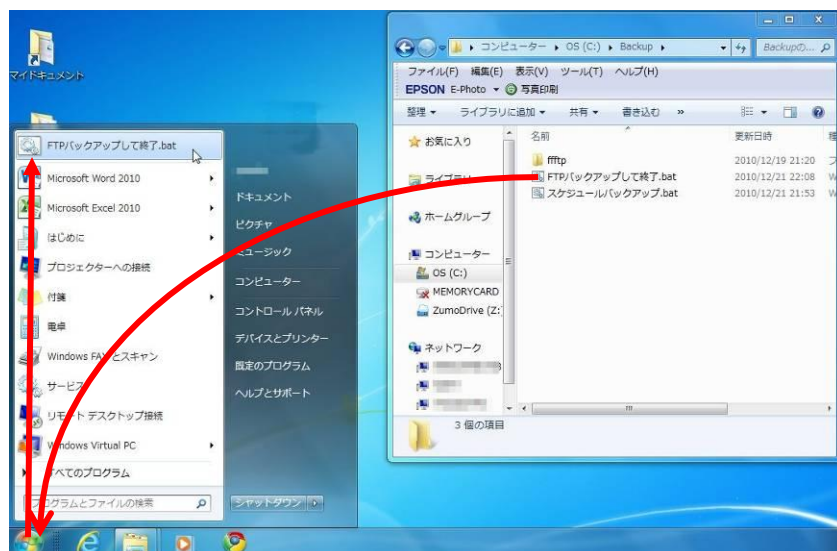 マイドキュメント
FTPバックアップして終了.bat
Microsoft Word 2010
Microsoft Excel 2010
はじめに
プロジェクターへの接続
付箋
電卓
Windows FAX とスキャン
サービス
リモート デスクトップ接続
Windows Virtual PC
すべてのプログラム
プログラムとファイルの検索
ドキュメント
ピクチャ
ミュージック
コンピューター
コントロール パネル
デバイスとプリンター
既定のプログラム
ヘルプとサポート
シャットダウン
コンピューター ▸ OS (C:) ▸ Backup ▸
Backupの...
ファイル(F) 編集(E) 表示(V) ツール(T) ヘルプ(H)
EPSON E-Photo 写真印刷
整理 ライブラリに追加 共有 書き込む »
お気に入り
ライブラリ
ホームグループ
コンピューター
OS (C:)
MEMORYCARD
ZumoDrive (Z:)
ネットワーク
名前 更新日時 種
ffftp 2010/12/19 21:20 フ
FTPバックアップして終了.bat 2010/12/21 22:08 W
スケジュールバックアップ.bat 2010/12/21 21:53 W
3 個の項目